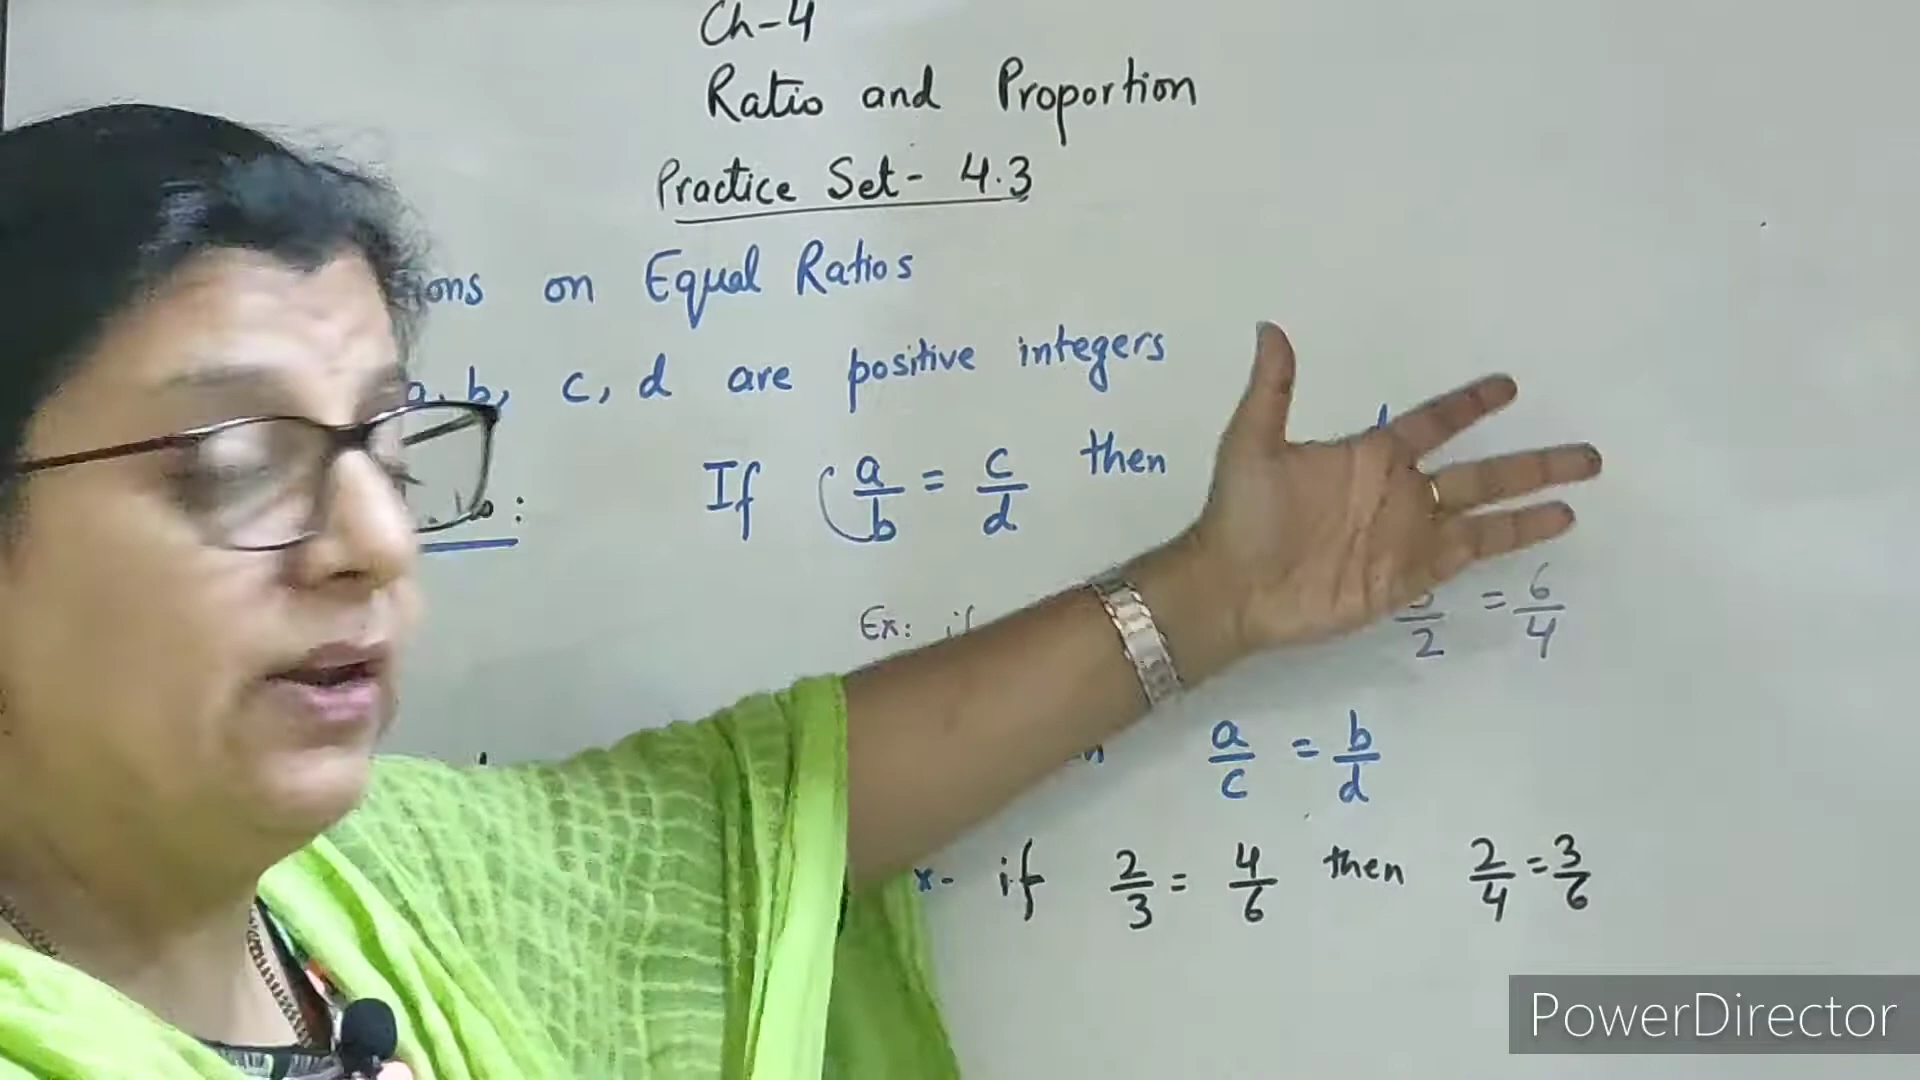 Ch-4
Ratio and Proportion
Practice Set- 4.3
on Equal Ratios
c, d are positive integers
If a/b = c/d then
Ex: if
/2 = 6/4
a/c = b/d
if 2/3 = 4/6 then 2/4 = 3/6
PowerDirector